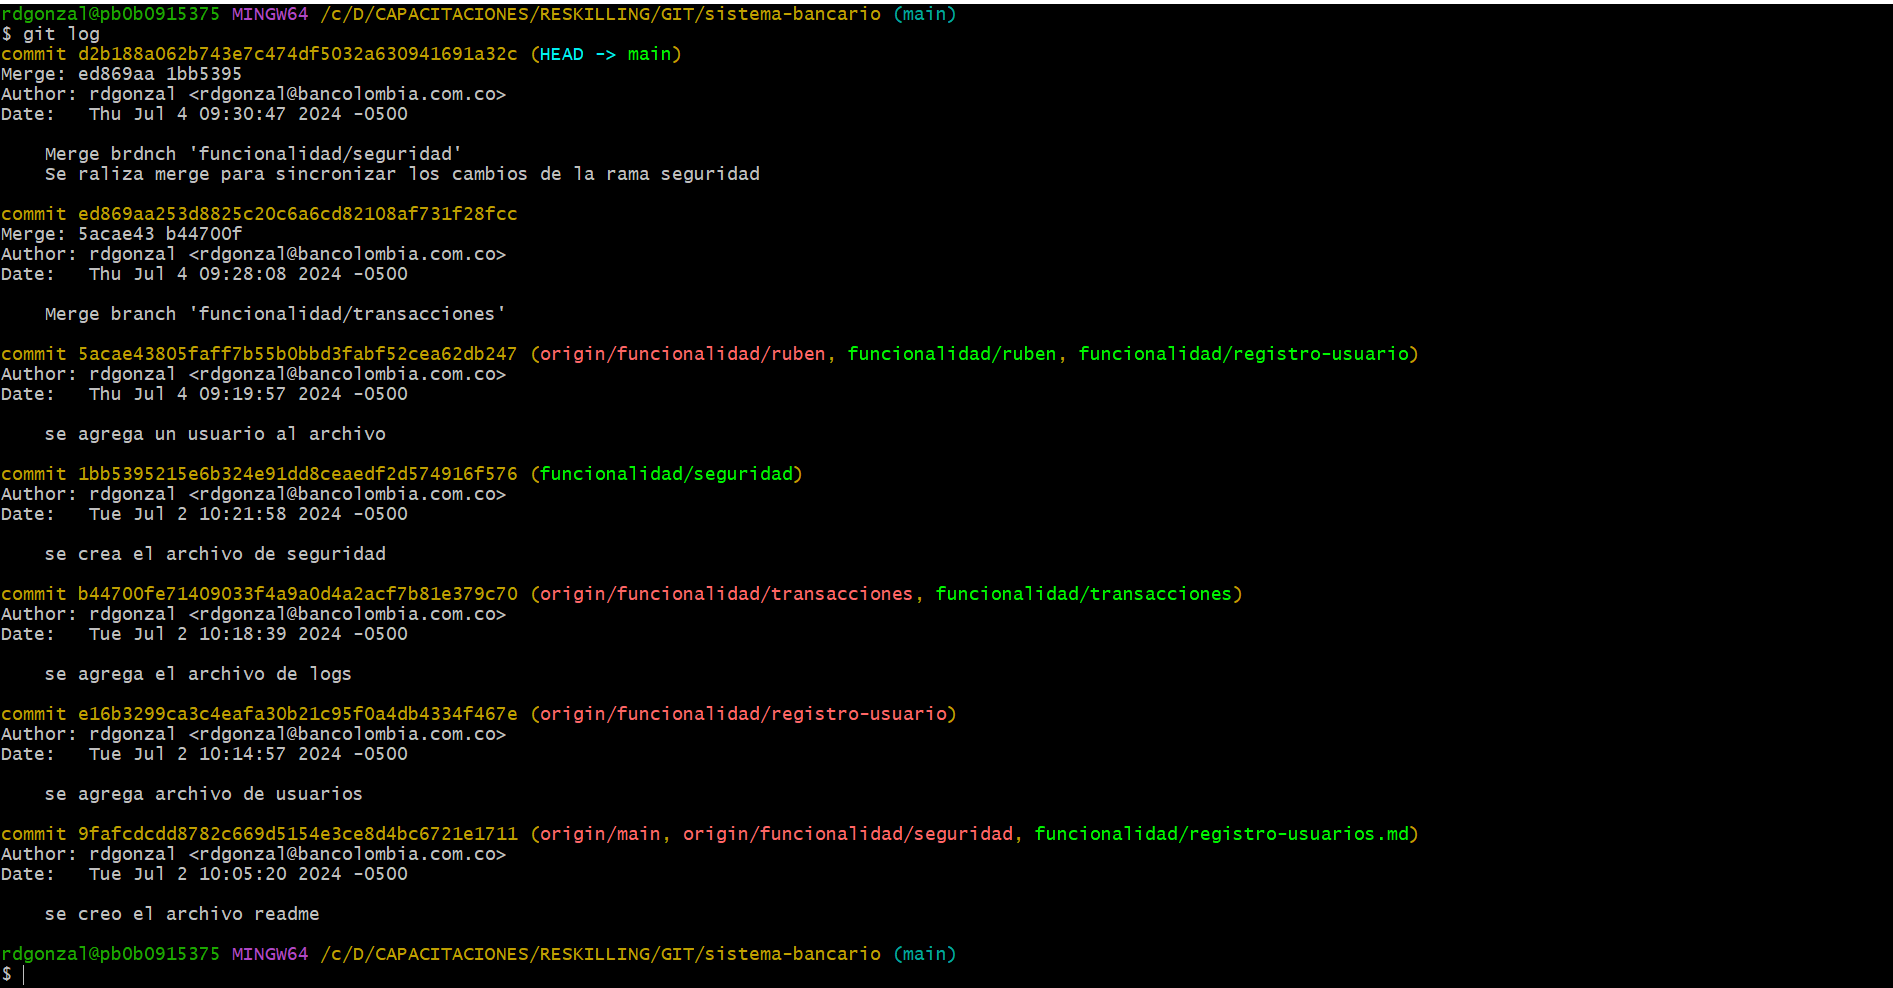 rdgonzal@pb0b0915375 MINGW64 /c/D/CAPACITACIONES/RESKILLING/GIT/sistema-bancario (main)
$ git log
commit d2b188a062b743e7c474df5032a630941691a32c (HEAD -> main)
Merge: ed869aa 1bb5395
Author: rdgonzal <rdgonzal@bancolombia.com.co>
Date:   Thu Jul 4 09:30:47 2024 -0500
Merge brdnch 'funcionalidad/seguridad'
Se raliza merge para sincronizar los cambios de la rama seguridad
commit ed869aa253d8825c20c6a6cd82108af731f28fcc
Merge: 5acae43 b44700f
Author: rdgonzal <rdgonzal@bancolombia.com.co>
Date:   Thu Jul 4 09:28:08 2024 -0500
Merge branch 'funcionalidad/transacciones'
commit 5acae43805faff7b55b0bbd3fabf52cea62db247 (origin/funcionalidad/ruben, funcionalidad/ruben, funcionalidad/registro-usuario)
Author: rdgonzal <rdgonzal@bancolombia.com.co>
Date:   Thu Jul 4 09:19:57 2024 -0500
se agrega un usuario al archivo
commit 1bb5395215e6b324e91dd8ceaedf2d574916f576 (funcionalidad/seguridad)
Author: rdgonzal <rdgonzal@bancolombia.com.co>
Date:   Tue Jul 2 10:21:58 2024 -0500
se crea el archivo de seguridad
commit b44700fe71409033f4a9a0d4a2acf7b81e379c70 (origin/funcionalidad/transacciones, funcionalidad/transacciones)
Author: rdgonzal <rdgonzal@bancolombia.com.co>
Date:   Tue Jul 2 10:18:39 2024 -0500
se agrega el archivo de logs
commit e16b3299ca3c4eafa30b21c95f0a4db4334f467e (origin/funcionalidad/registro-usuario)
Author: rdgonzal <rdgonzal@bancolombia.com.co>
Date:   Tue Jul 2 10:14:57 2024 -0500
se agrega archivo de usuarios
commit 9fafcdcdd8782c669d5154e3ce8d4bc6721e1711 (origin/main, origin/funcionalidad/seguridad, funcionalidad/registro-usuarios.md)
Author: rdgonzal <rdgonzal@bancolombia.com.co>
Date:   Tue Jul 2 10:05:20 2024 -0500
se creo el archivo readme
rdgonzal@pb0b0915375 MINGW64 /c/D/CAPACITACIONES/RESKILLING/GIT/sistema-bancario (main)
$